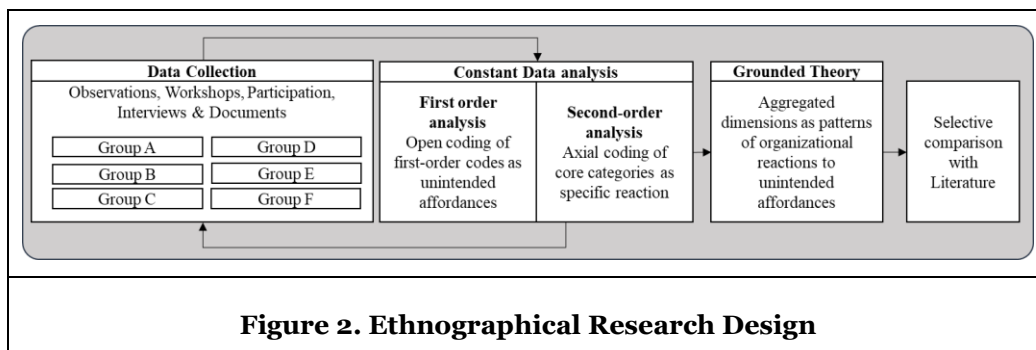 Data Collection
Observations, Workshops, Participation,
Interviews & Documents
Group A
Group D
Group B
Group E
Group C
Group F
Constant Data analysis
First order
analysis
Open coding of
first-order codes as
unintended
affordances
Second-order
analysis
Axial coding of
core categories as
specific reaction
Grounded Theory
Aggregated
dimensions as patterns
of organizational
reactions to
unintended
affordances
Selective
comparison
with
Literature
Figure 2. Ethnographical Research Design